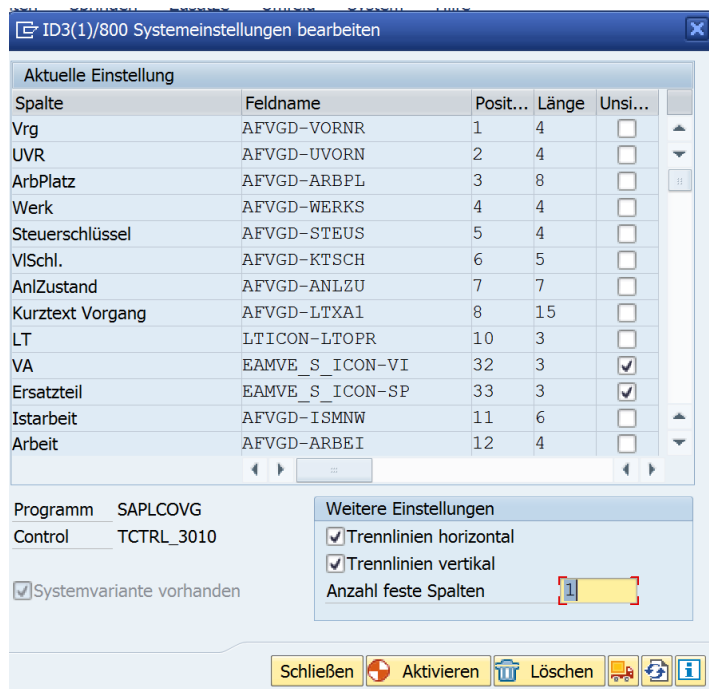 ID3(1)/800 Systemeinstellungen bearbeiten
Aktuelle Einstellung
Spalte Feldname Posit... Länge Unsi...
Vrg AFVGD-VORNR 1 4
UVR AFVGD-UVORN 2 4
ArbPlatz AFVGD-ARBPL 3 8
Werk AFVGD-WERKS 4 4
Steuerschlüssel AFVGD-STEUS 5 4
VlSchl. AFVGD-KTSCH 6 5
AnlZustand AFVGD-ANLZU 7 7
Kurztext Vorgang AFVGD-LTXA1 8 15
LT LTICON-LTOPR 10 3
VA EAMVE_S_ICON-VI 32 3
Ersatzteil EAMVE_S_ICON-SP 33 3
Istarbeit AFVGD-ISMNW 11 6
Arbeit AFVGD-ARBEI 12 4
Programm SAPLCOVG
Control TCTRL_3010
Systemvariante vorhanden
Weitere Einstellungen
Trennlinien horizontal
Trennlinien vertikal
Anzahl feste Spalten 1
Schließen Aktivieren Löschen